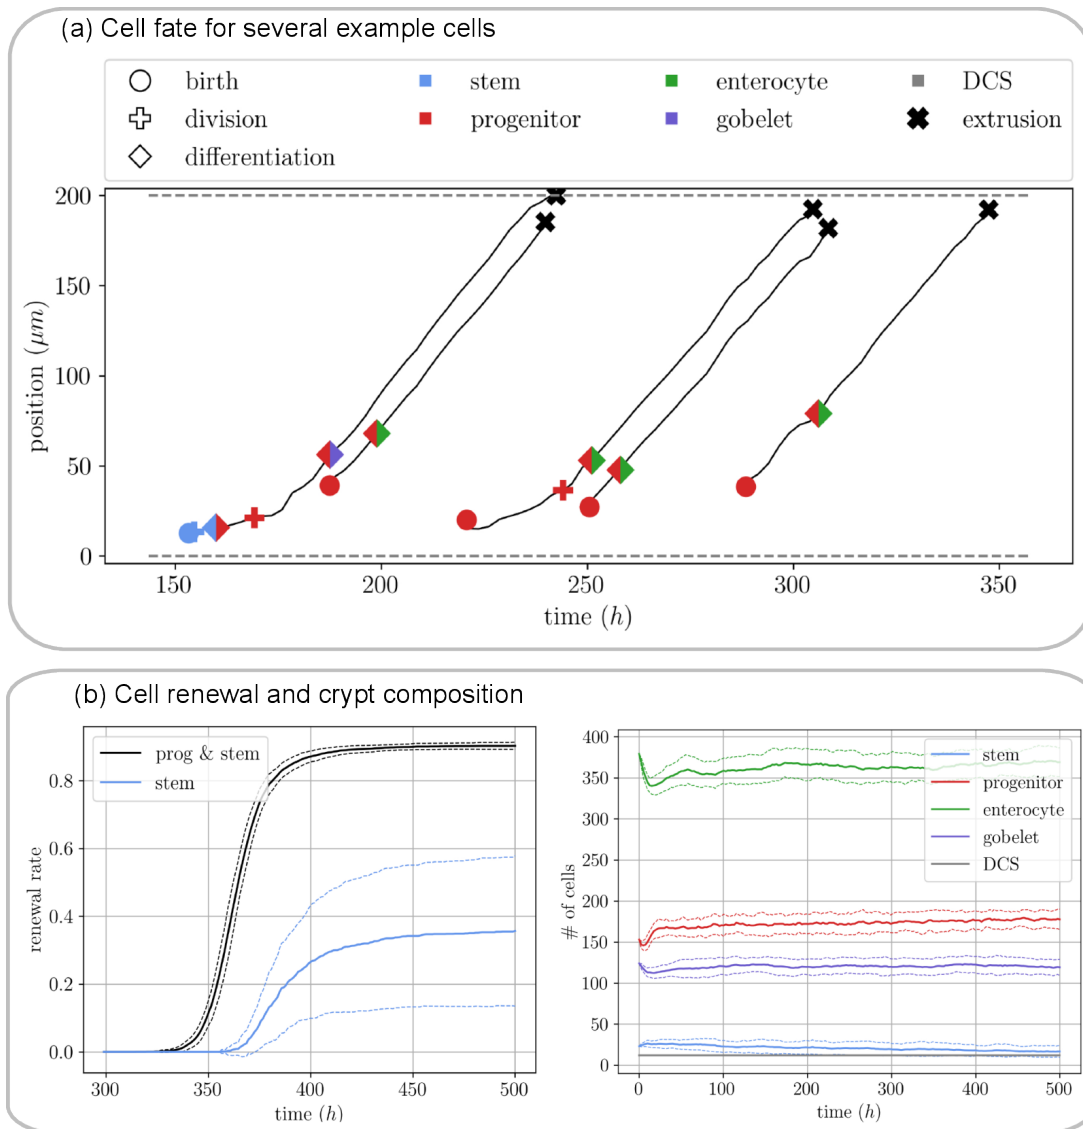 (a) Cell fate for several example cells
birth stem enterocyte DCS
division progenitor gobelet extrusion
differentiation
200
150
100
50
0
position (μm)
150 200 250 300 350
time (h)
(b) Cell renewal and crypt composition
prog & stem
stem
0.8
0.6
0.4
0.2
0.0
renewal rate
300 350 400 450 500
time (h)
stem
progenitor
enterocyte
gobelet
DCS
400
350
300
250
200
150
100
50
0
# of cells
0 100 200 300 400 500
time (h)